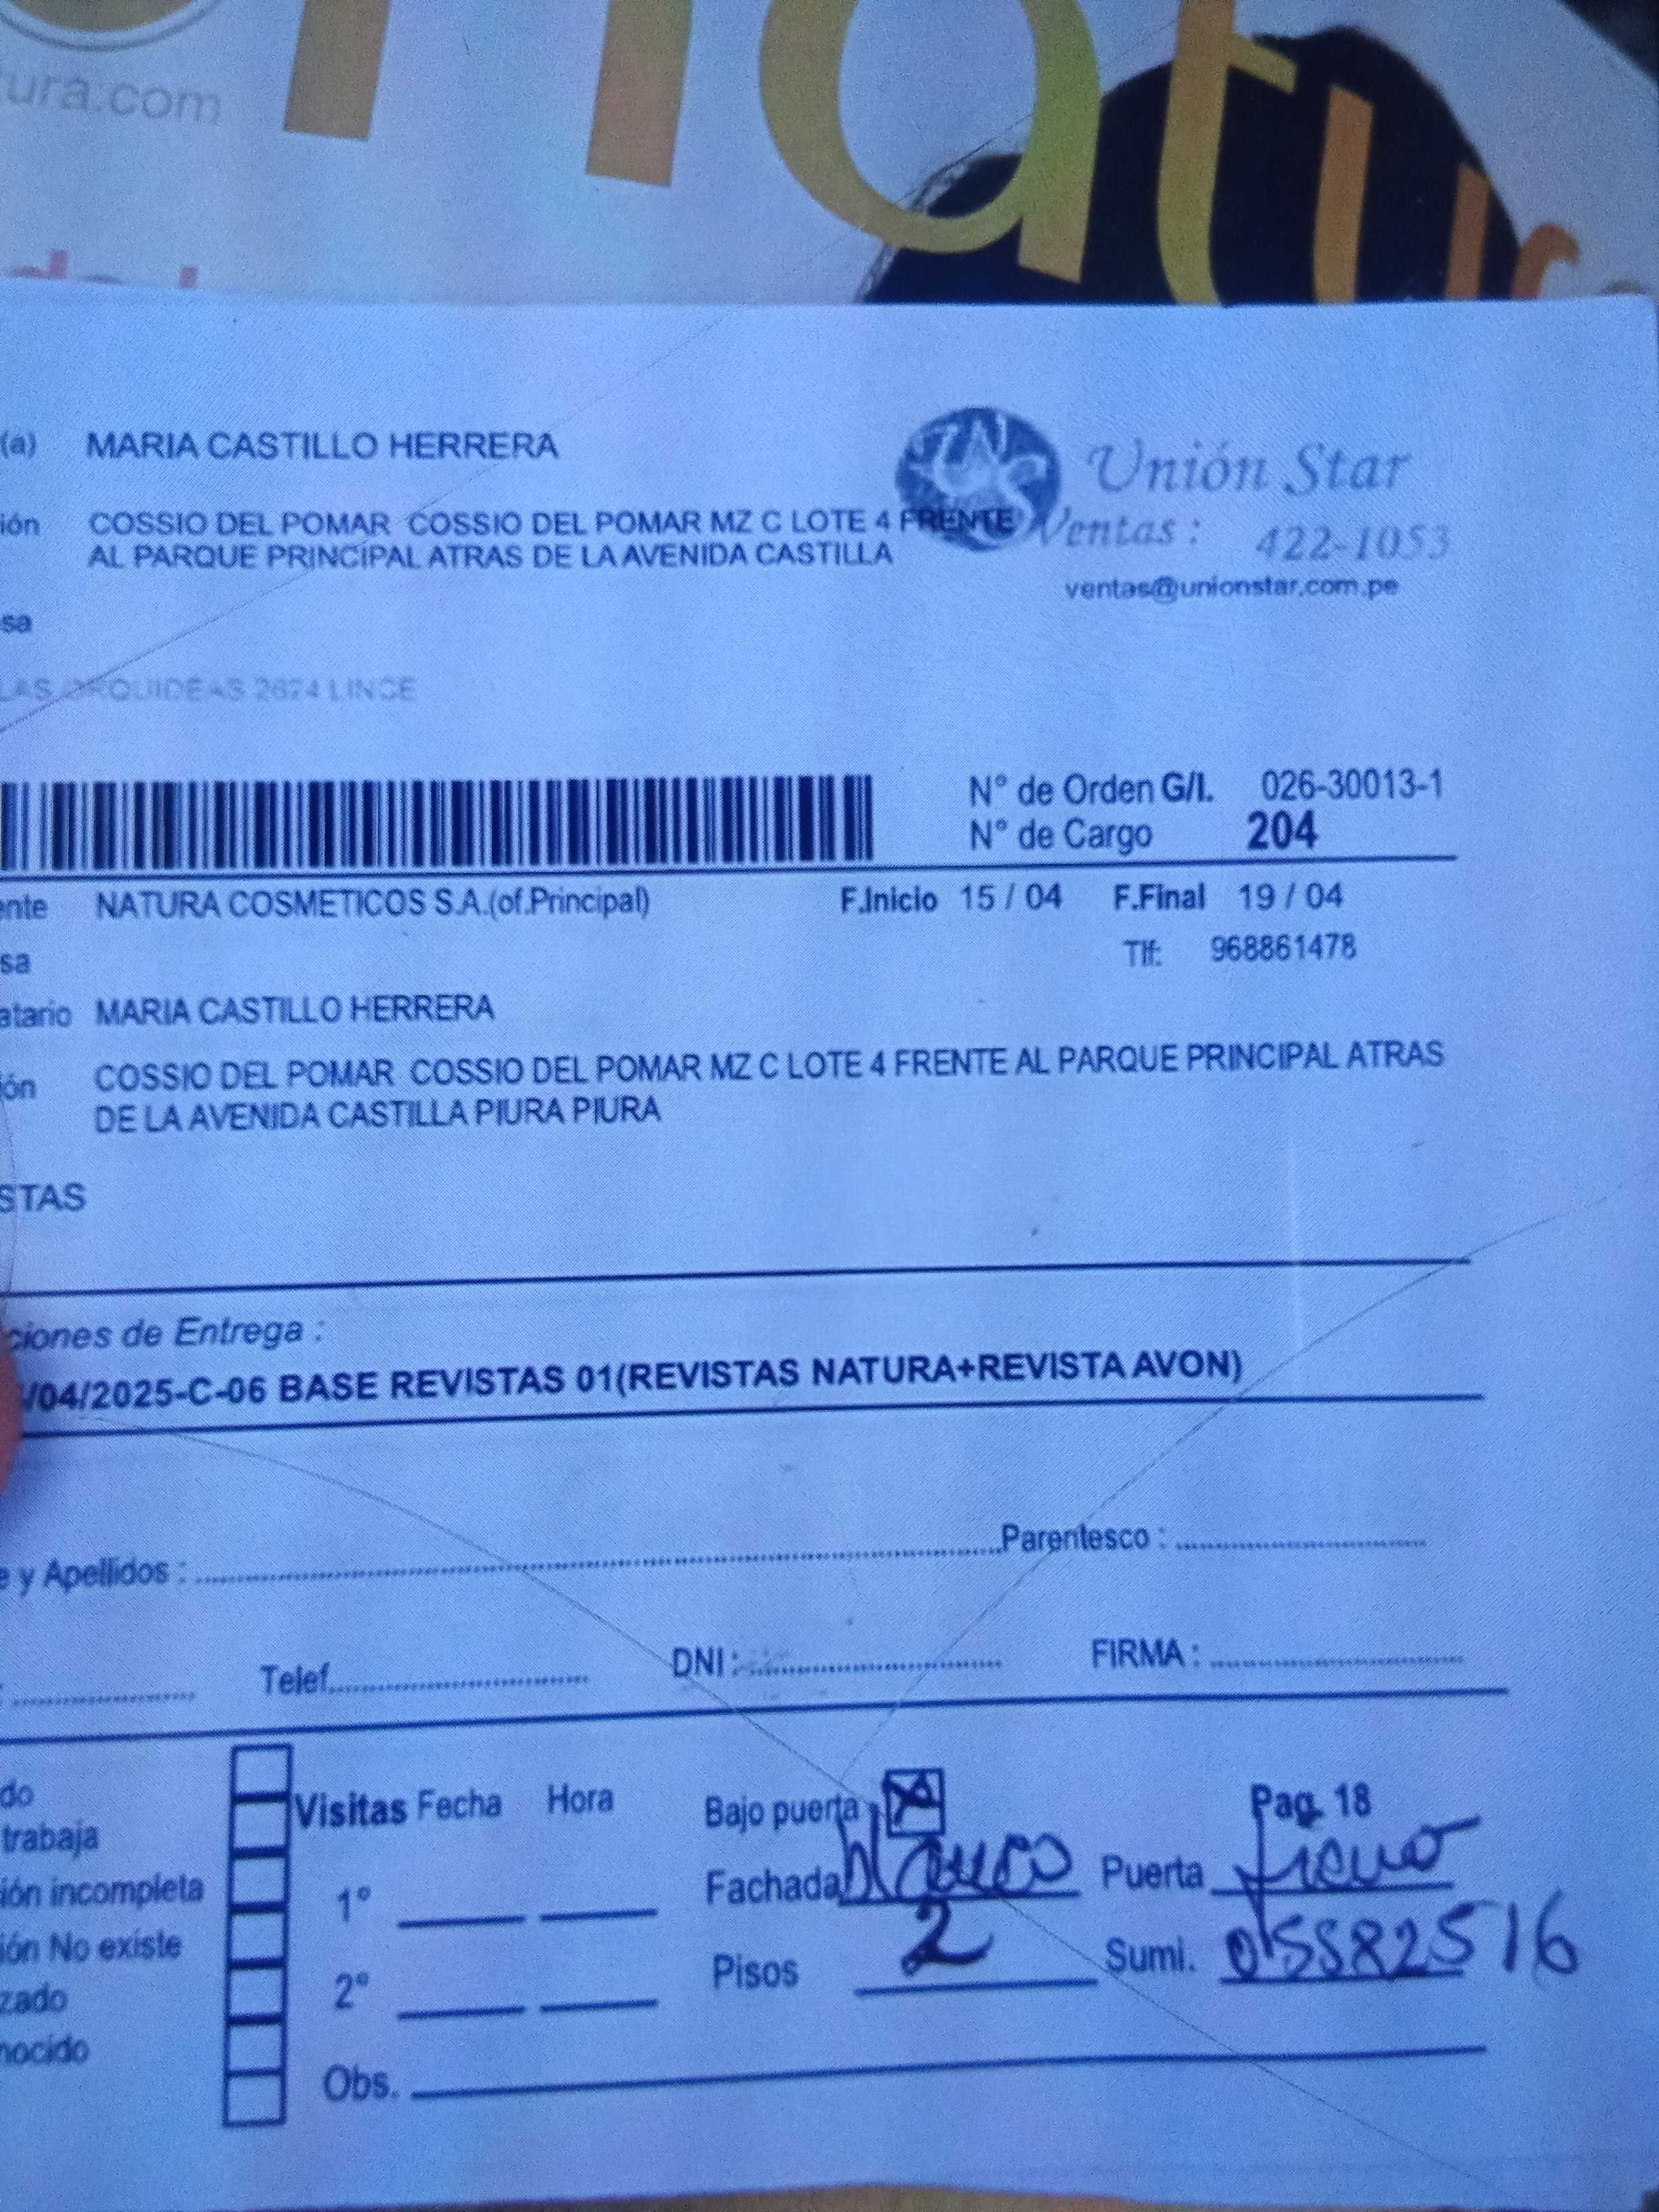 tura.com
natura
(a) MARIA CASTILLO HERRERA
Unión Star
ión COSSIO DEL POMAR COSSIO DEL POMAR MZ C LOTE 4 FRENTE
AL PARQUE PRINCIPAL ATRAS DE LA AVENIDA CASTILLA
Ventas : 422-1053
ventas@unionstar.com.pe
sa
LAS ORQUIDEAS 2674 LINCE
N° de Orden G/I. 026-30013-1
N° de Cargo 204
ente NATURA COSMETICOS S.A.(of.Principal) F.Inicio 15 / 04 F.Final 19 / 04
sa Tlf: 968861478
atario MARIA CASTILLO HERRERA
ión COSSIO DEL POMAR COSSIO DEL POMAR MZ C LOTE 4 FRENTE AL PARQUE PRINCIPAL ATRAS
DE LA AVENIDA CASTILLA PIURA PIURA
STAS
ciones de Entrega :
/04/2025-C-06 BASE REVISTAS 01(REVISTAS NATURA+REVISTA AVON)
e y Apellidos : Parentesco :
: Telef. DNI : FIRMA :
do
trabaja
ión incompleta
ión No existe
zado
nocido
Visitas Fecha Hora
1°
2°
Obs.
Bajo puerta X Pag. 18
Fachada blanco Puerta fierro
Pisos 2 Sumi. 05582516